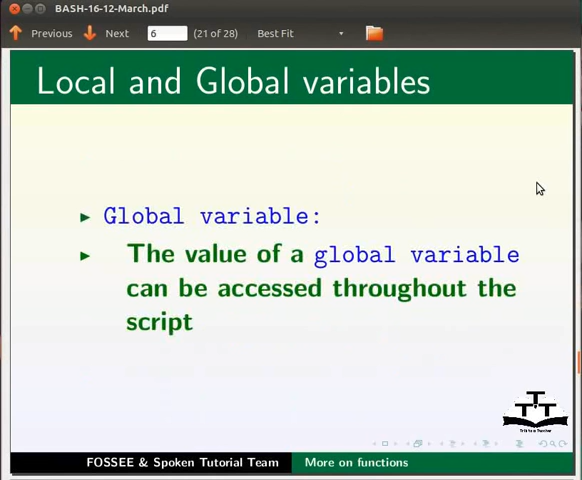 BASH-16-12-March.pdf
Previous Next 6 (21 of 28) Best Fit
Local and Global variables
Global variable:
The value of a global variable
can be accessed throughout the
script
FOSSEE & Spoken Tutorial Team More on functions